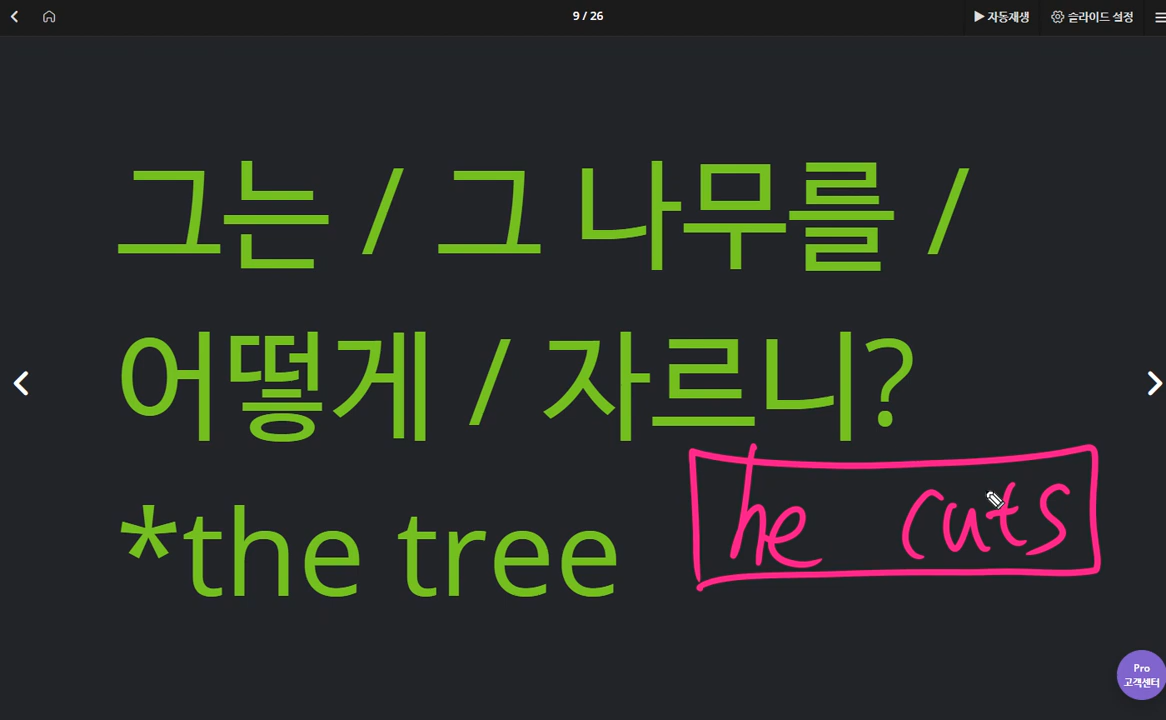 9 / 26
▶ 자동재생
슬라이드 설정
그는 / 그 나무를 /
어떻게 / 자르니?
*the tree
he cuts
Pro
고객센터